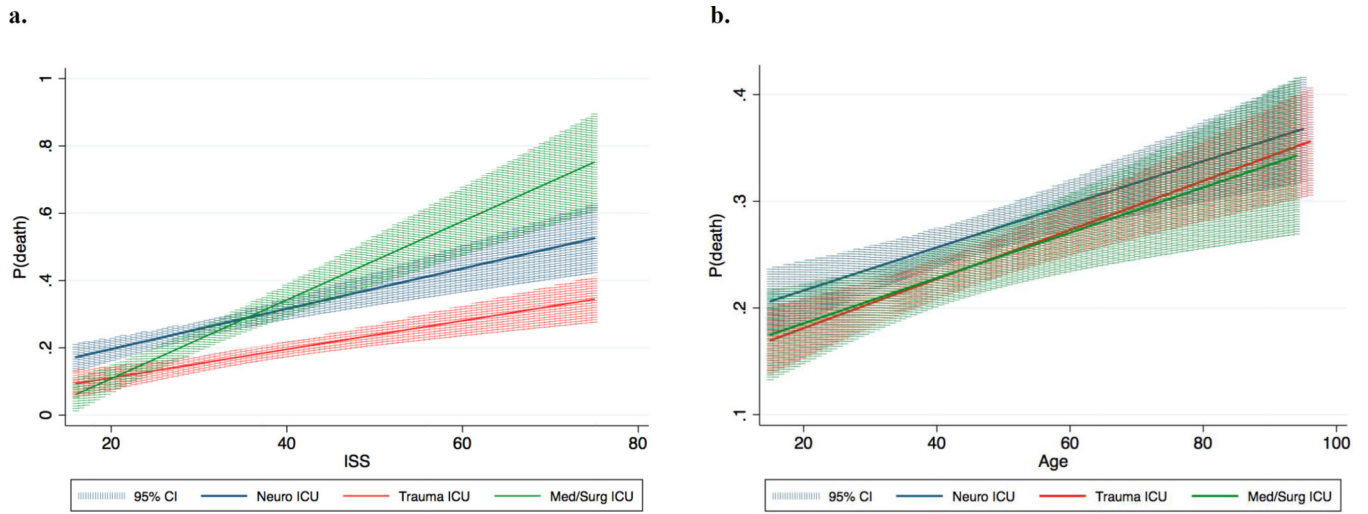 a.
P(death)
1
.8
.6
.4
.2
0
20 40 60 80
ISS
95% CI Neuro ICU Trauma ICU Med/Surg ICU
b.
P(death)
.4
.3
.2
.1
20 40 60 80 100
Age
95% CI Neuro ICU Trauma ICU Med/Surg ICU